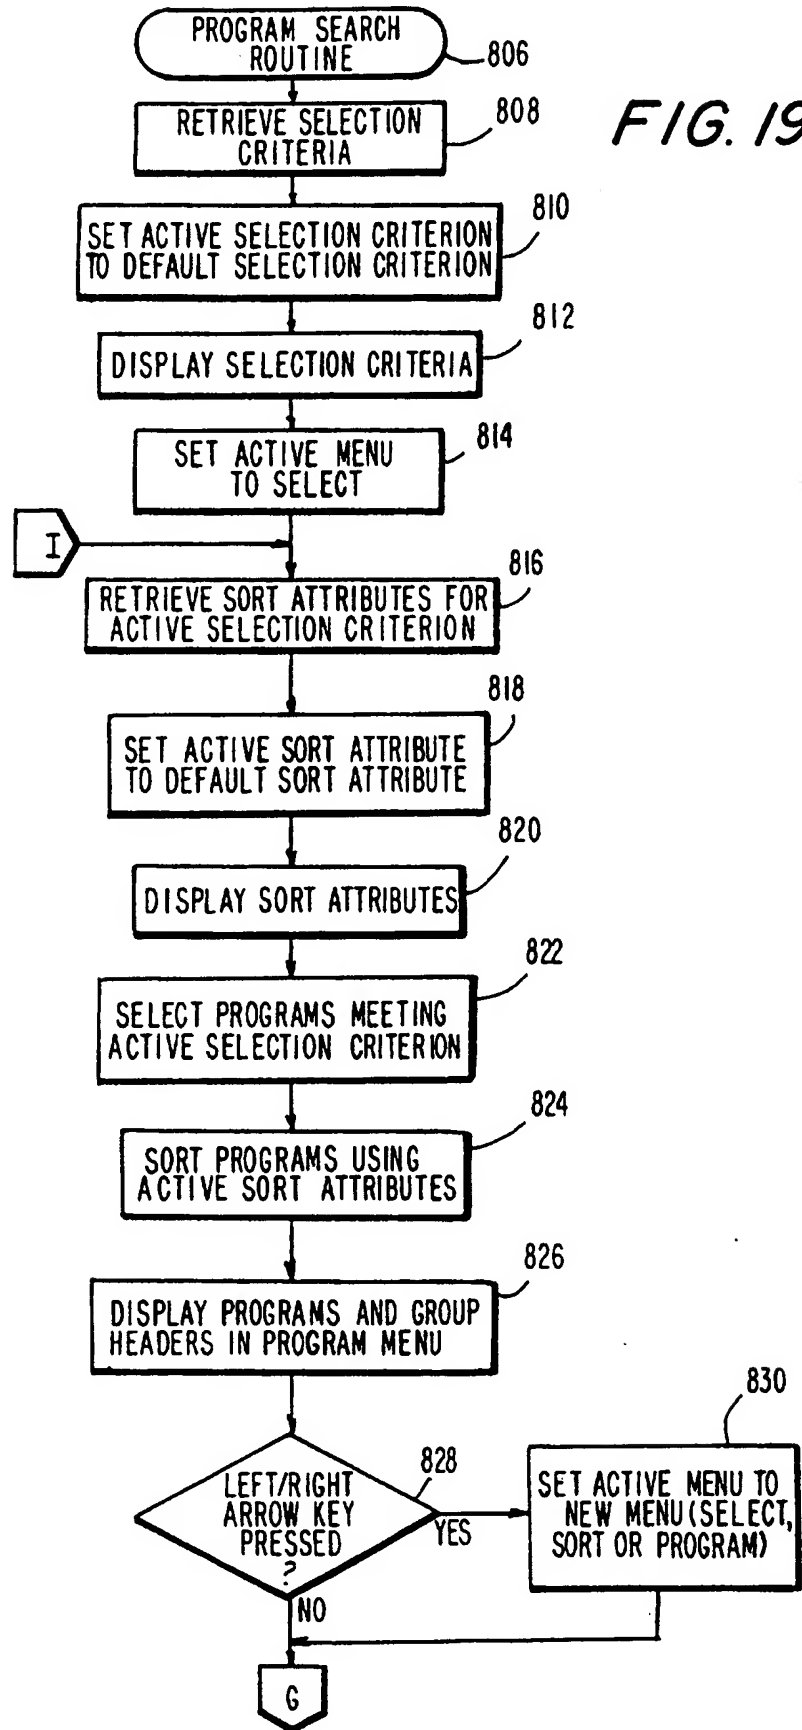 PROGRAM SEARCH
ROUTINE
806
FIG. 19
RETRIEVE SELECTION
CRITERIA
808
SET ACTIVE SELECTION CRITERION
TO DEFAULT SELECTION CRITERION
810
DISPLAY SELECTION CRITERIA
812
SET ACTIVE MENU
TO SELECT
814
I
RETRIEVE SORT ATTRIBUTES FOR
ACTIVE SELECTION CRITERION
816
SET ACTIVE SORT ATTRIBUTE
TO DEFAULT SORT ATTRIBUTE
818
DISPLAY SORT ATTRIBUTES
820
SELECT PROGRAMS MEETING
ACTIVE SELECTION CRITERION
822
SORT PROGRAMS USING
ACTIVE SORT ATTRIBUTES
824
DISPLAY PROGRAMS AND GROUP
HEADERS IN PROGRAM MENU
826
LEFT/RIGHT
ARROW KEY
PRESSED
?
828
YES
NO
SET ACTIVE MENU TO
NEW MENU (SELECT,
SORT OR PROGRAM)
830
G